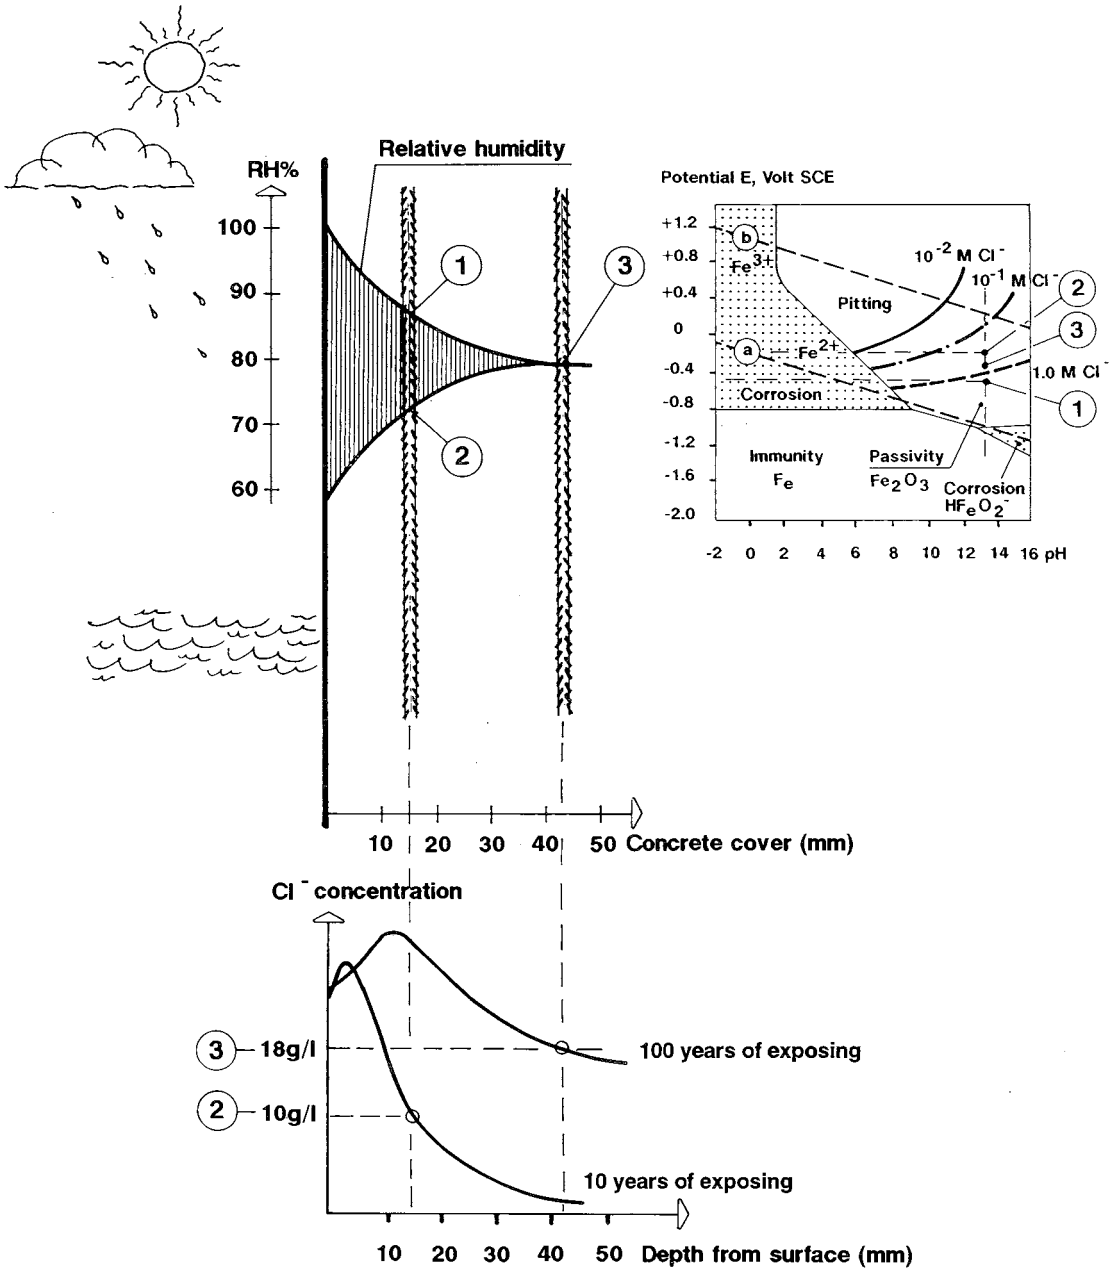 Relative humidity
RH%
100
90
80
70
60
1
2
3
Potential E, Volt SCE
+1.2
+0.8
+0.4
0
-0.4
-0.8
-1.2
-1.6
-2.0
b
Fe3+
10-2 M Cl-
10-1 M Cl-
Pitting
2
3
a
Fe2+
1.0 M Cl-
Corrosion
1
Immunity
Fe
Passivity
Fe2O3
Corrosion
HFeO2-
-2 0 2 4 6 8 10 12 14 16 pH
10 20 30 40 50 Concrete cover (mm)
Cl- concentration
3 18g/l
100 years of exposing
2 10g/l
10 years of exposing
10 20 30 40 50 Depth from surface (mm)